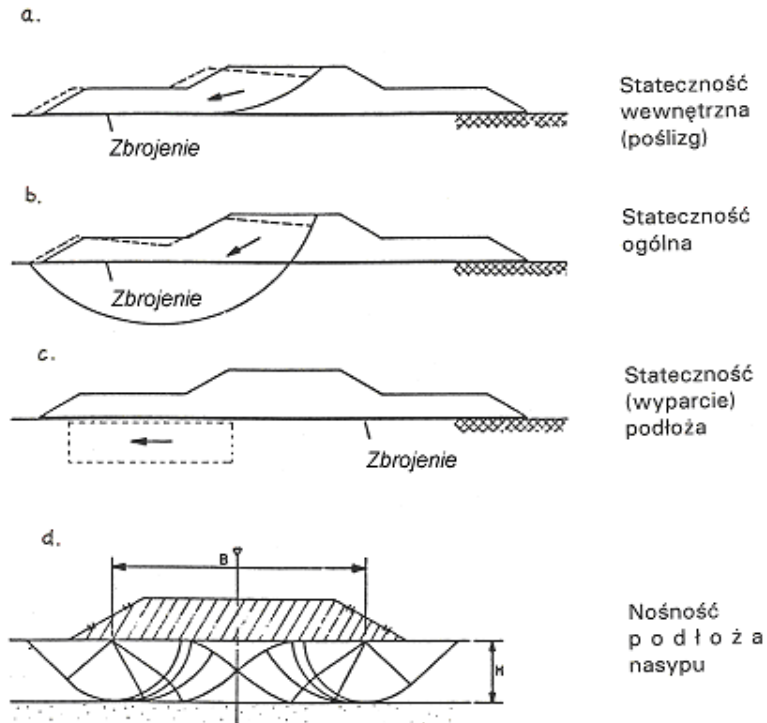 a.
Zbrojenie
Stateczność
wewnętrzna
(poślizg)
b.
Zbrojenie
Stateczność
ogólna
c.
Zbrojenie
Stateczność
(wyparcie)
podłoża
d.
B
H
Nośność
podłoża
nasypu